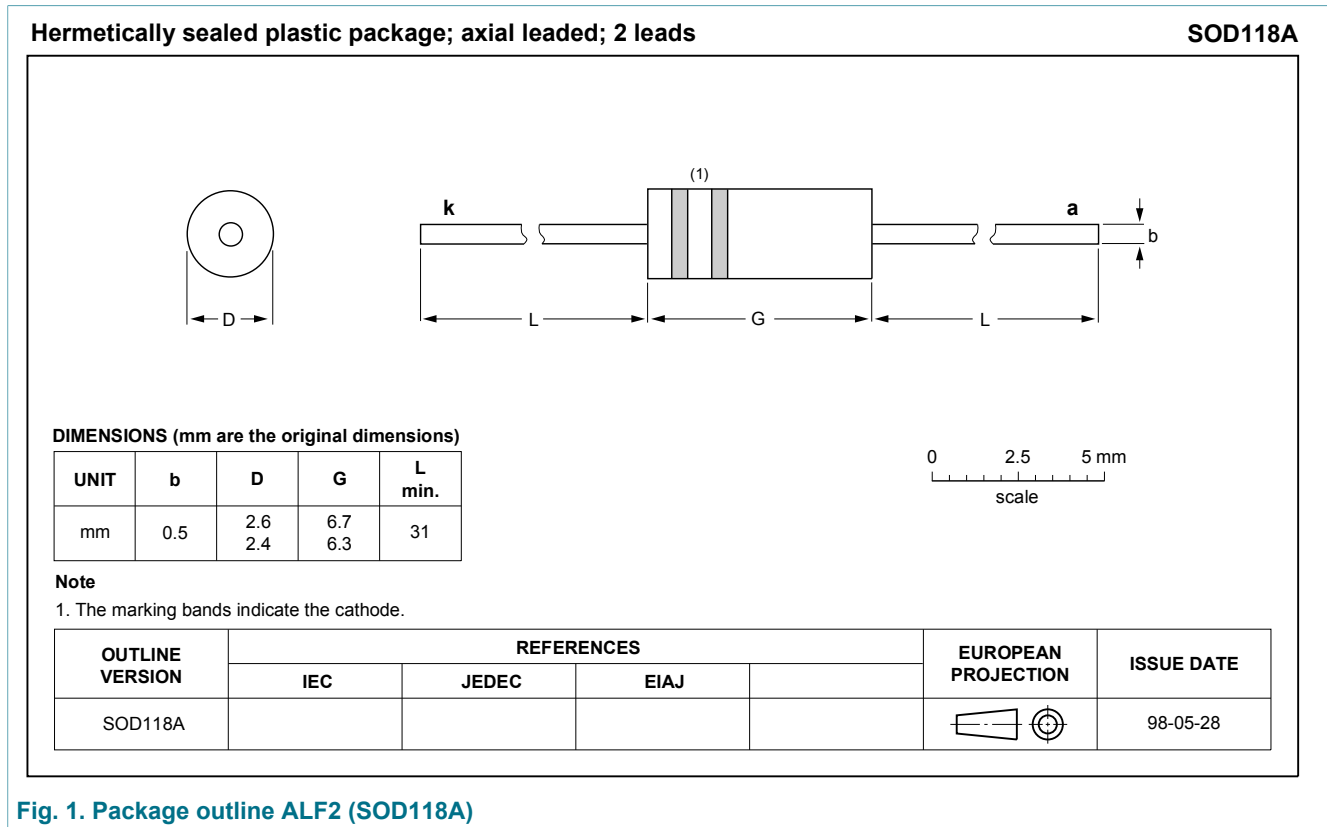 Hermetically sealed plastic package; axial leaded; 2 leads SOD118A
(1)
k a
b
D L G L
DIMENSIONS (mm are the original dimensions)
UNIT b D G L min.
mm 0.5 2.6 2.4 6.7 6.3 31
0 2.5 5 mm
scale
Note
1. The marking bands indicate the cathode.
OUTLINE VERSION REFERENCES EUROPEAN PROJECTION ISSUE DATE
IEC JEDEC EIAJ
SOD118A 98-05-28
Fig. 1. Package outline ALF2 (SOD118A)